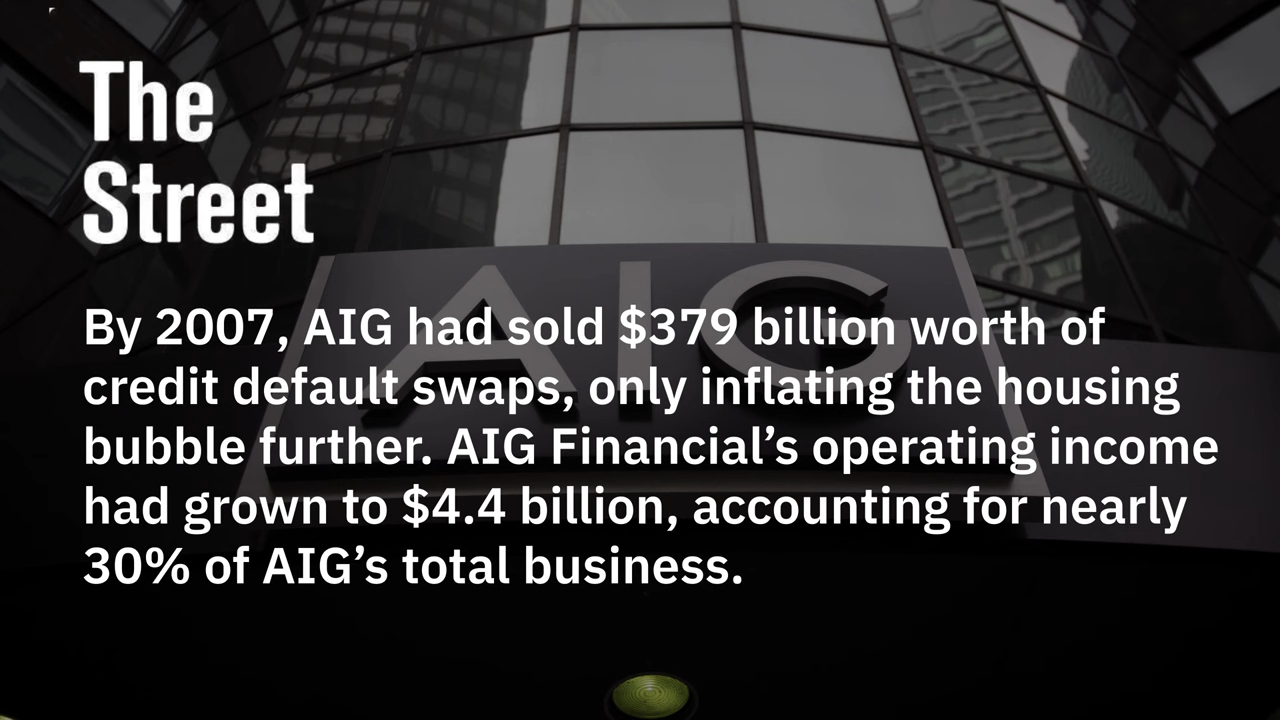 The
Street
AIG
By 2007, AIG had sold $379 billion worth of
credit default swaps, only inflating the housing
bubble further. AIG Financial’s operating income
had grown to $4.4 billion, accounting for nearly
30% of AIG’s total business.